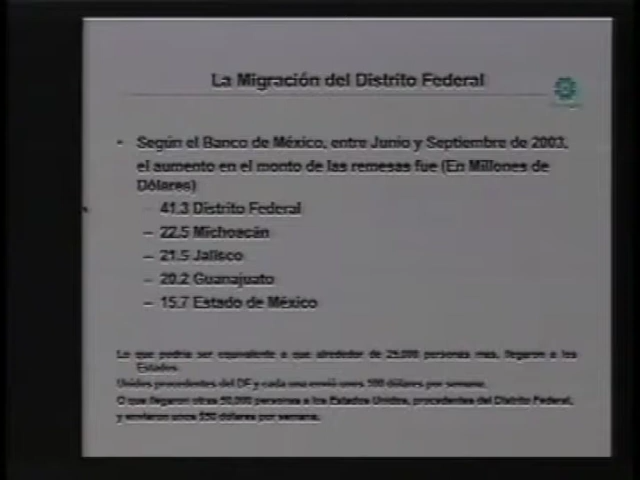 La Migración del Distrito Federal
• Según el Banco de México, entre Junio y Septiembre de 2003,
el aumento en el monto de las remesas fue (En Millones de
Dólares)
– 41.3 Distrito Federal
– 22.5 Michoacán
– 21.5 Jalisco
– 20.2 Guanajuato
– 15.7 Estado de México
Lo que podría ser equivalente a que alrededor de 25,000 personas mas, llegaron a los
Estados.
Unidos procedentes del DF y cada una envió unos 500 dólares por semana.
O que llegaron otras 50,000 personas a los Estados Unidos, procedentes del Distrito Federal,
y enviaron unos 250 dólares por semana.